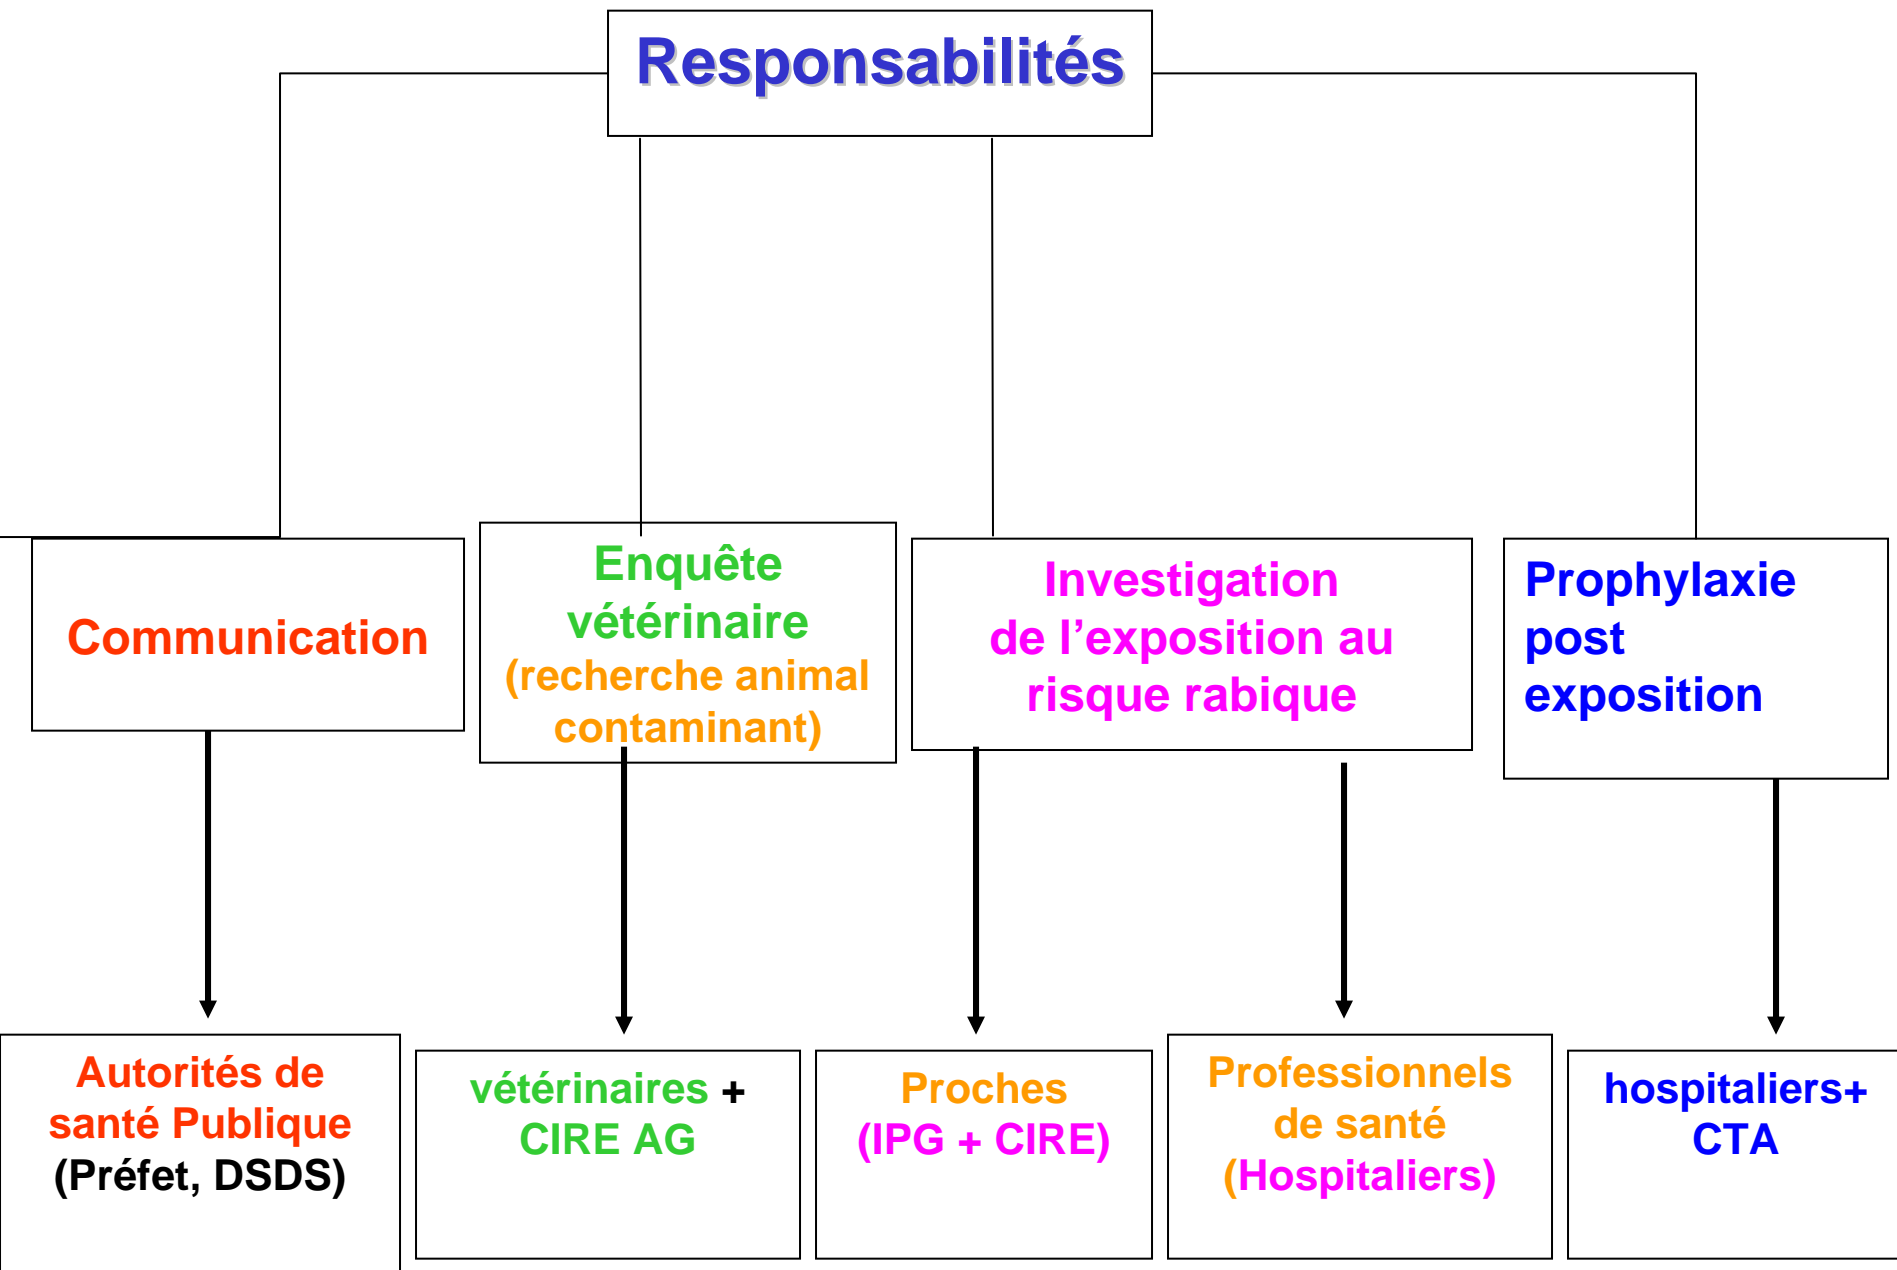 Responsabilités
Communication
Enquête
vétérinaire
(recherche animal
contaminant)
Investigation
de l’exposition au
risque rabique
Prophylaxie
post
exposition
Autorités de
santé Publique
(Préfet, DSDS)
vétérinaires +
CIRE AG
Proches
(IPG + CIRE)
Professionnels
de santé
(Hospitaliers)
hospitaliers+
CTA